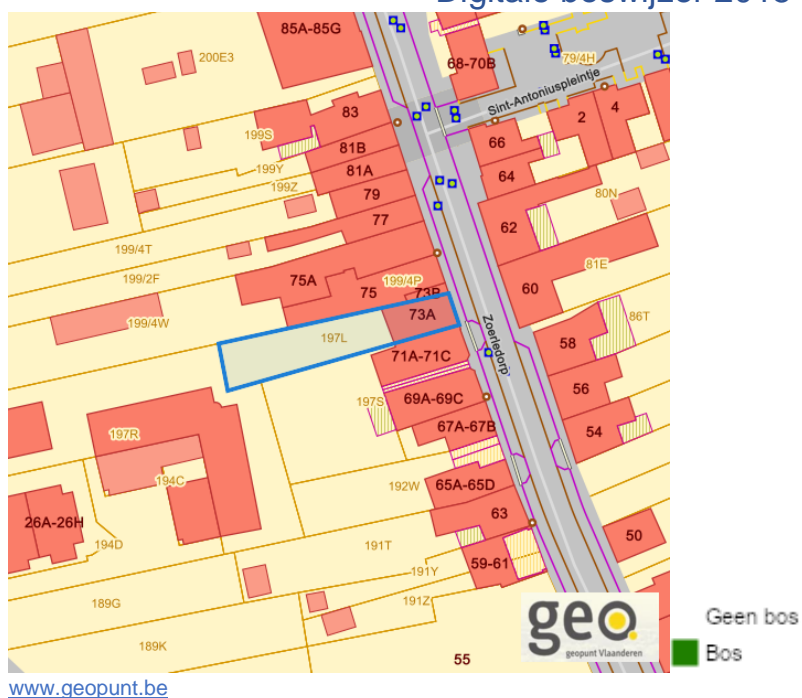 85A-85G
200E3
68-70B
79/4H
Sint-Antoniuspleintje
83
2
4
199S
81B
66
199Y
81A
64
199Z
79
80N
77
62
199/4T
81E
199/2F
75A
199/4P
75
73B
60
199/4W
73A
86T
197L
Zoerledorp
58
71A-71C
56
197S
69A-69C
67A-67B
54
197R
194C
192W
65A-65D
26A-26H
63
50
194D
191T
59-61
191Y
191Z
189G
geo.
geopunt Vlaanderen
189K
55
Geen bos
Bos
www.geopunt.be